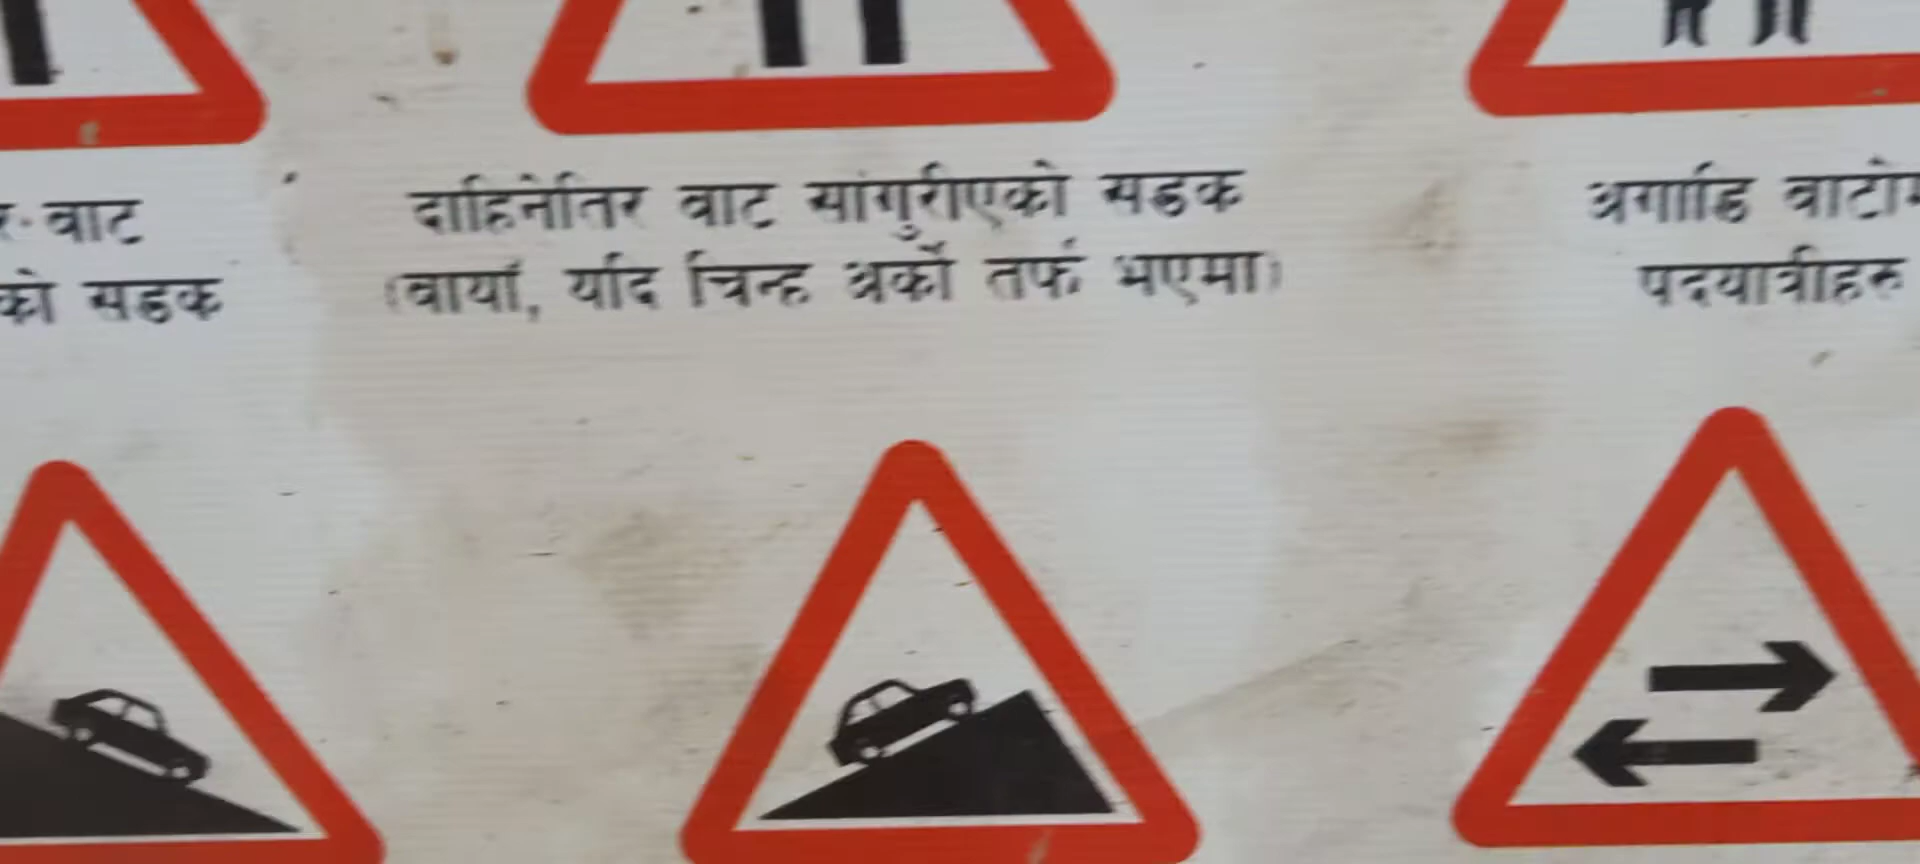 वाट
को सडक
दाहिनेतिर वाट सांगुरीएको सडक
(वायां, यदि चिन्ह अर्को तर्फ भएमा)
अगाडि वाटोम
पदयात्रीहरु